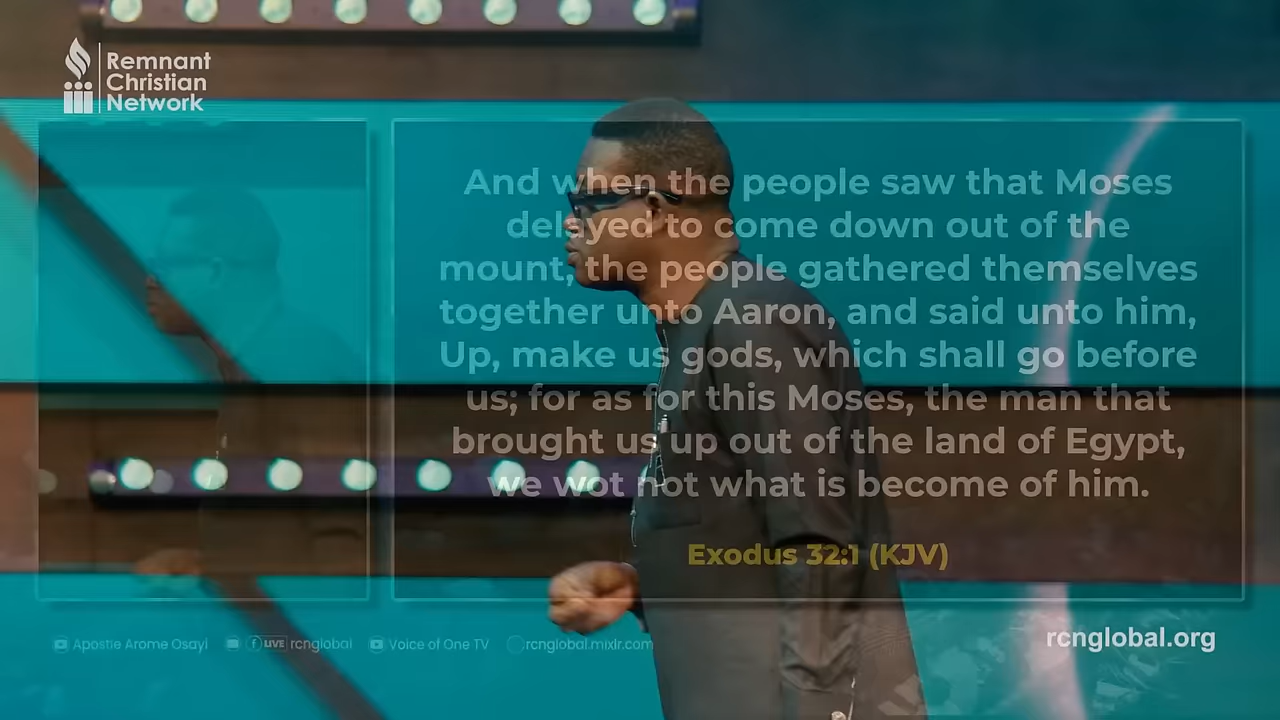 Remnant
Christian
Network
And when the people saw that Moses
delayed to come down out of the
mount, the people gathered themselves
together unto Aaron, and said unto him,
Up, make us gods, which shall go before
us; for as for this Moses, the man that
brought us up out of the land of Egypt,
we wot not what is become of him.
Exodus 32:1 (KJV)
Apostle Arome Osayi LIVE rcnglobal Voice of One TV rcnglobal.mixlr.com
rcnglobal.org